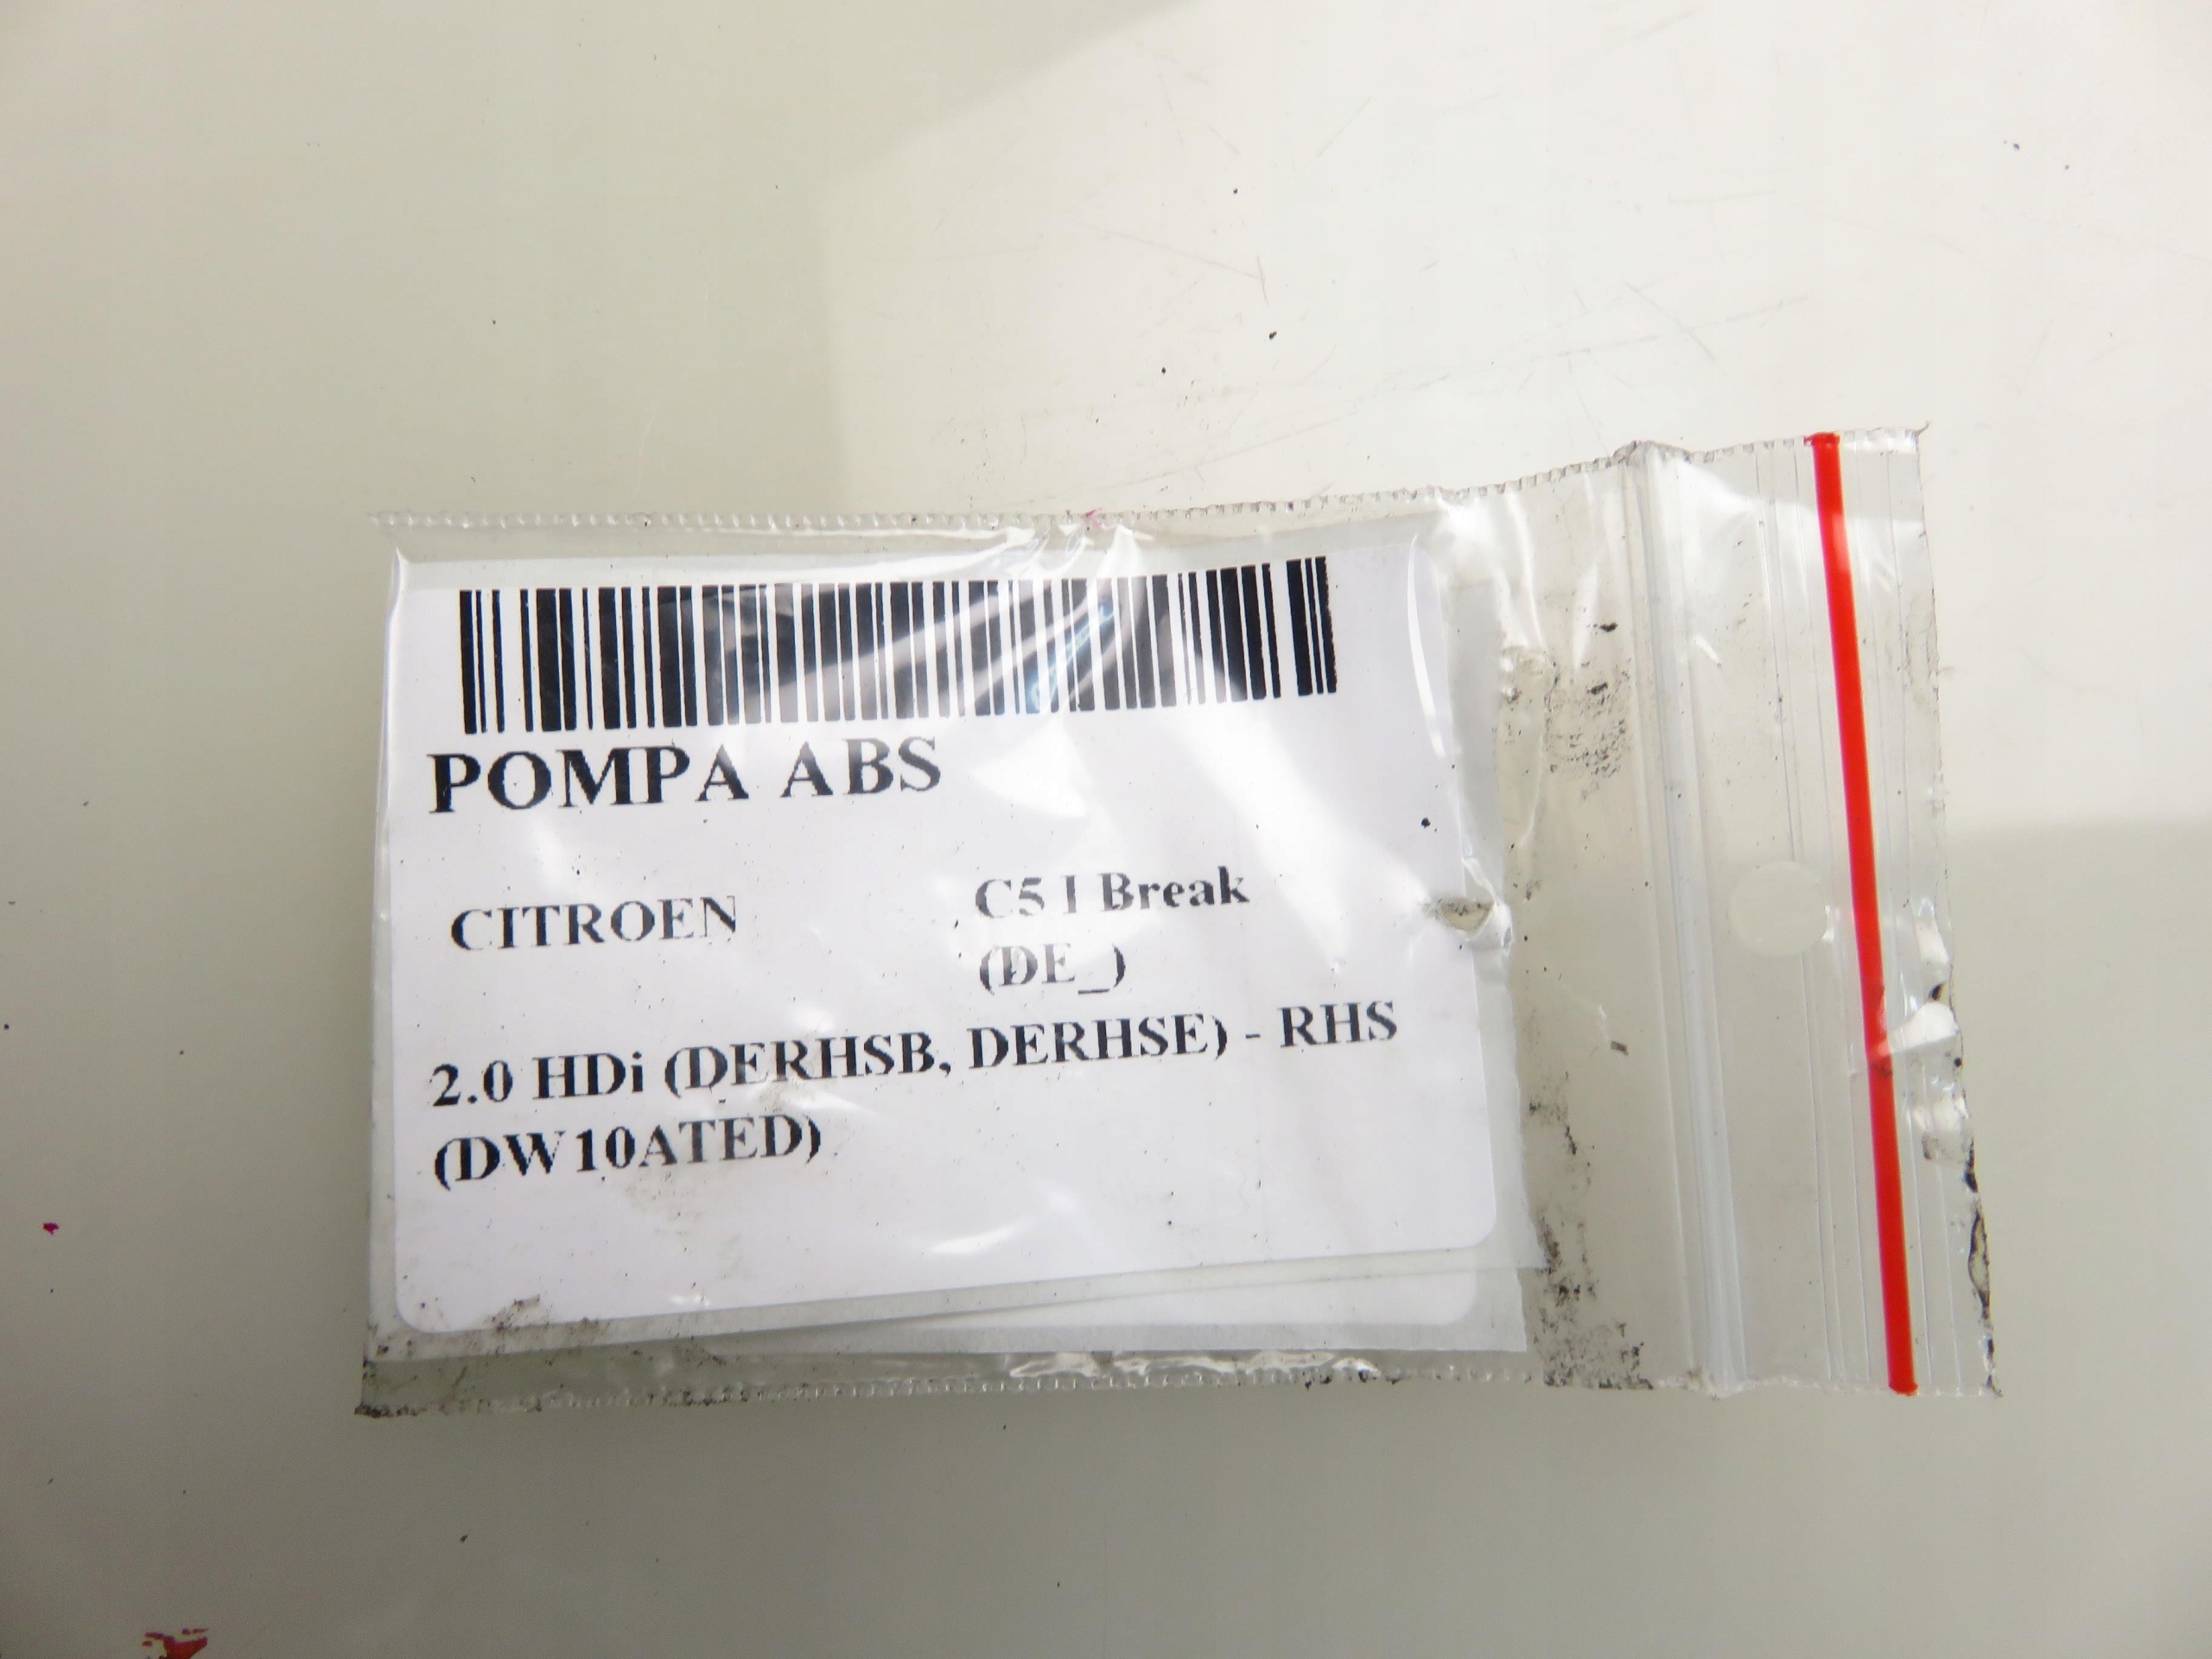 POMPA ABS
CITROEN
C5 I Break
(DE_)
2.0 HDi (DERHSB, DERHSE) - RHS
(DW10ATED)